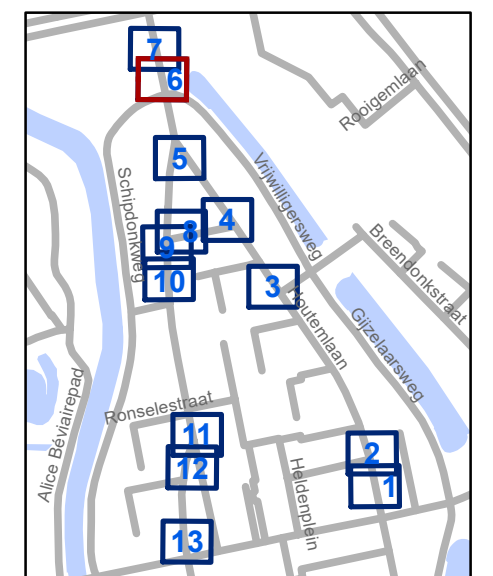 7
6
Rooigemlaan
5
Vrijwilligersweg
Schipdonkweg
4
8
9
Breendonkstraat
10
3
Houtemlaan
Gijzelaarsweg
Ronselestraat
Alice Béviairepad
11
2
12
Heldenplein
1
13